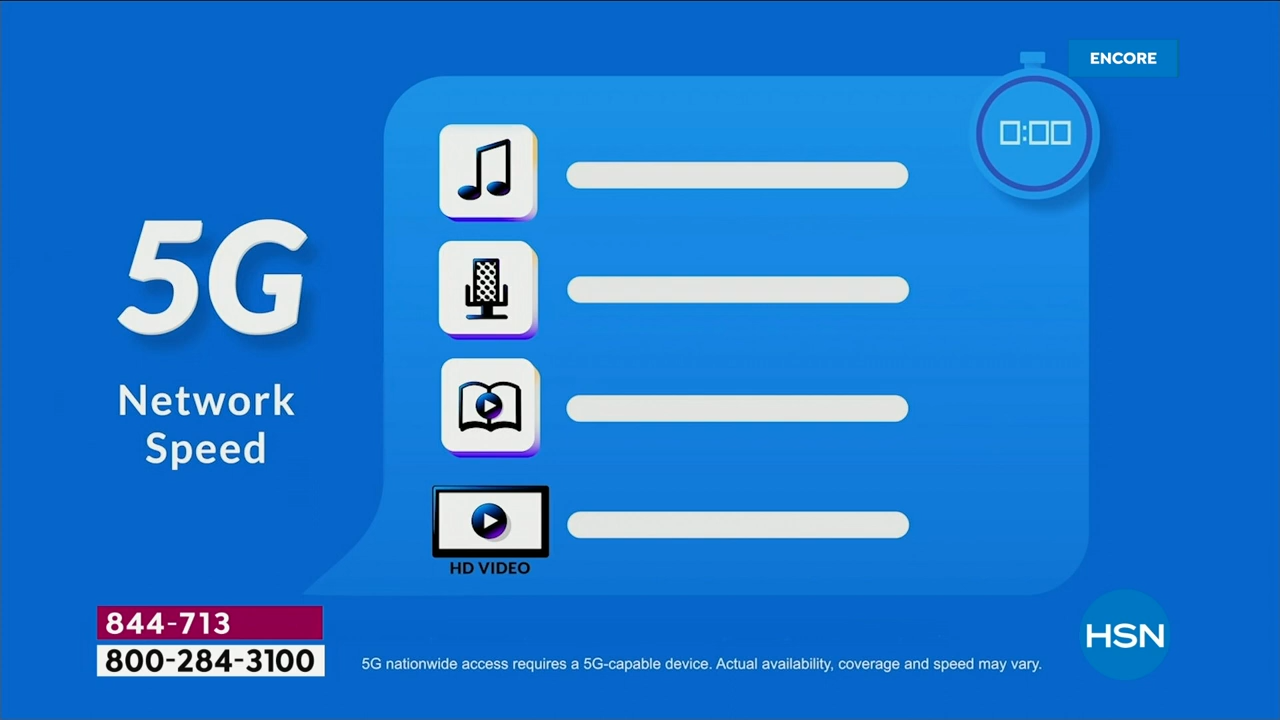 ENCORE
0:00
5G
Network
Speed
HD VIDEO
844-713
800-284-3100
5G nationwide access requires a 5G-capable device. Actual availability, coverage and speed may vary.
HSN